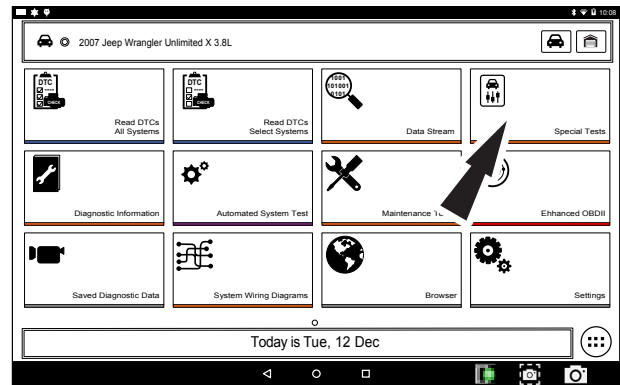 10:08
2007 Jeep Wrangler Unlimited X 3.8L
DTC
CHECK
Read DTCs
All Systems
DTC
CHECK
Read DTCs
Select Systems
1001
101001
0101
Data Stream
Special Tests
Diagnostic Information
Automated System Test
Maintenance
Ehhanced OBDII
Saved Diagnostic Data
System Wiring Diagrams
Browser
Settings
Today is Tue, 12 Dec